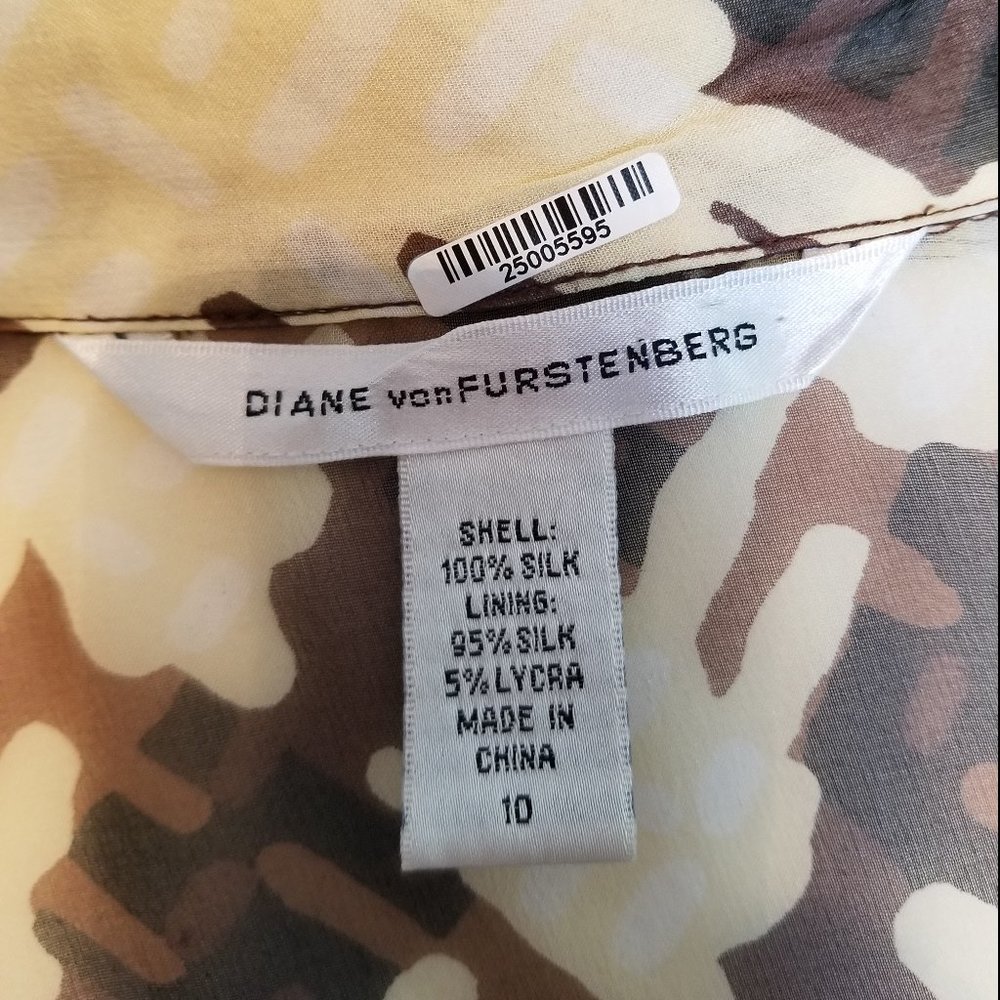 25005595
DIANE vonFURSTENBERG
SHELL:
100% SILK
LINING:
95% SILK
5% LYCRA
MADE IN
CHINA
10